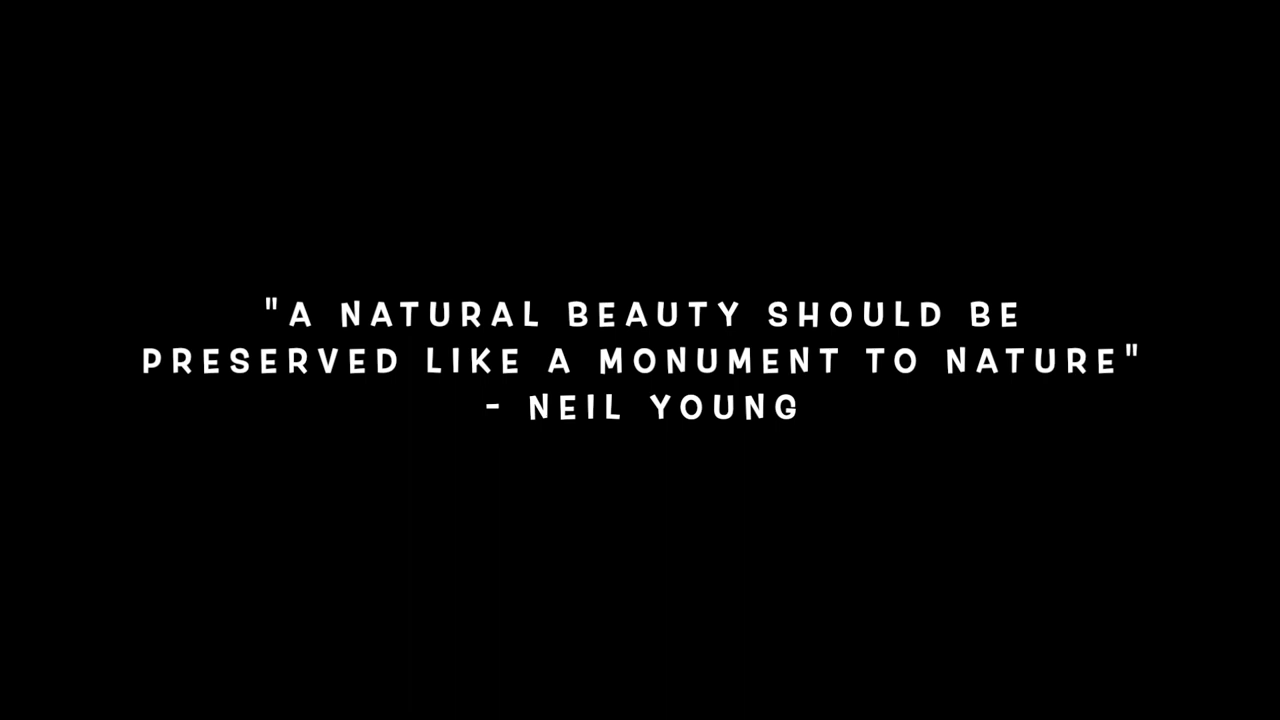 "A NATURAL BEAUTY SHOULD BE
PRESERVED LIKE A MONUMENT TO NATURE"
- NEIL YOUNG